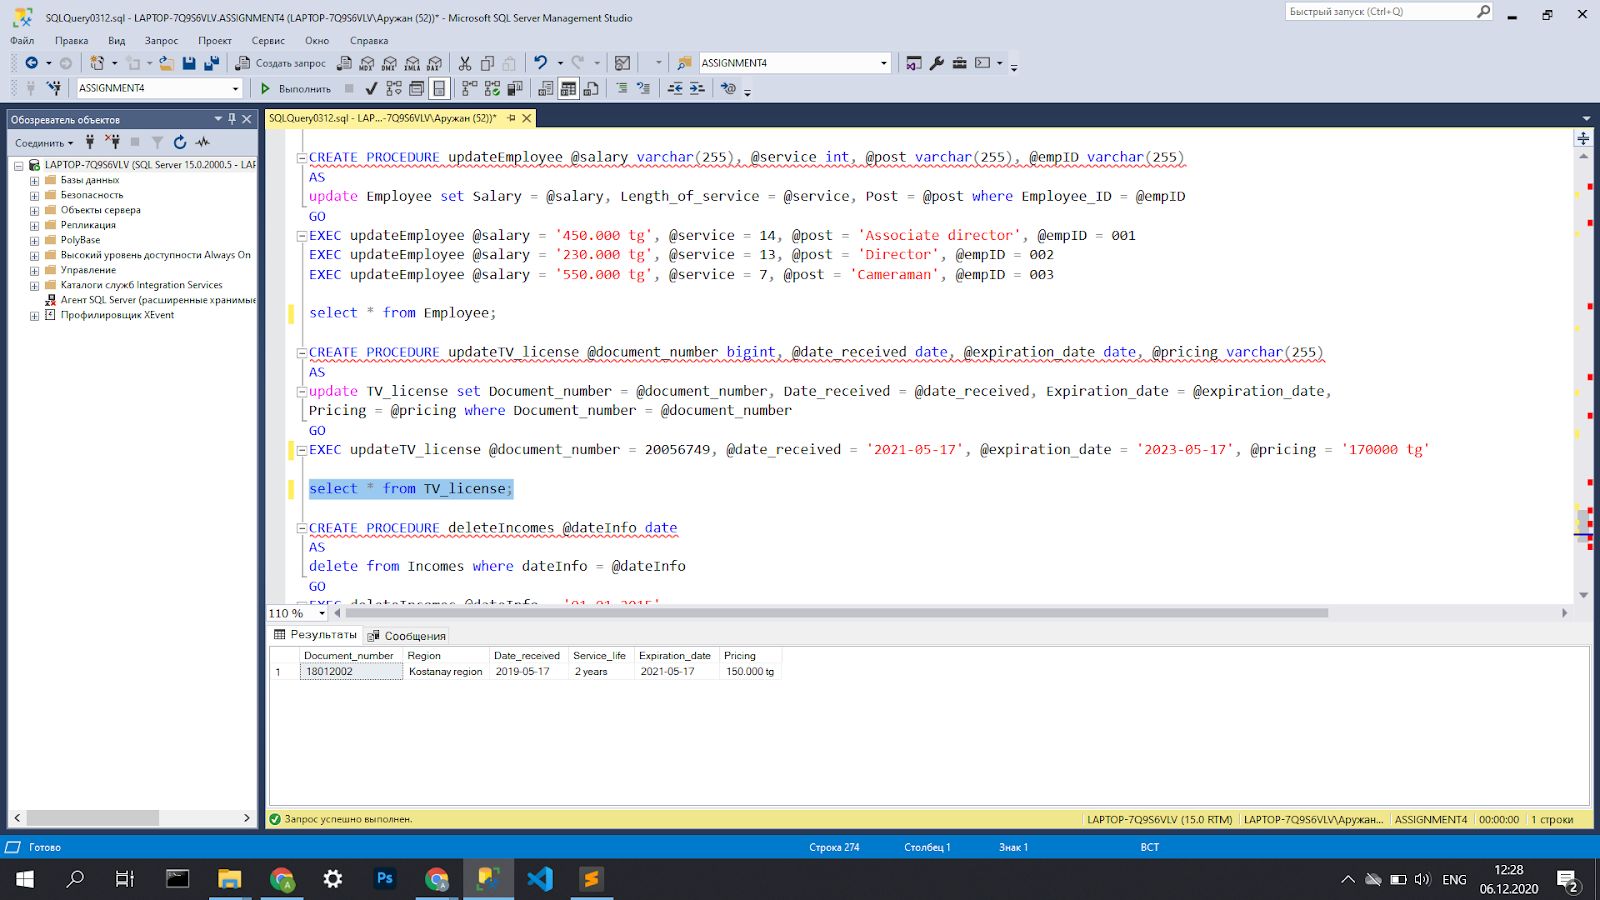 SQLQuery0312.sql - LAPTOP-7Q9S6VLV.ASSIGNMENT4 (LAPTOP-7Q9S6VLV\Аружан (52))* - Microsoft SQL Server Management Studio
Быстрый запуск (Ctrl+Q)
Файл Правка Вид Запрос Проект Сервис Окно Справка
Создать запрос
MDX DMX XMLA DAX
ASSIGNMENT4
ASSIGNMENT4
Выполнить
Обозреватель объектов
SQLQuery0312.sql - LAP...-7Q9S6VLV\Аружан (52))*
Соединить
LAPTOP-7Q9S6VLV (SQL Server 15.0.2000.5 - LAP
Базы данных
Безопасность
Объекты сервера
Репликация
PolyBase
Высокий уровень доступности Always On
Управление
Каталоги служб Integration Services
Агент SQL Server (расширенные хранимые
Профилировщик XEvent
CREATE PROCEDURE updateEmployee @salary varchar(255), @service int, @post varchar(255), @empID varchar(255)
AS
update Employee set Salary = @salary, Length_of_service = @service, Post = @post where Employee_ID = @empID
GO
EXEC updateEmployee @salary = '450.000 tg', @service = 14, @post = 'Associate director', @empID = 001
EXEC updateEmployee @salary = '230.000 tg', @service = 13, @post = 'Director', @empID = 002
EXEC updateEmployee @salary = '550.000 tg', @service = 7, @post = 'Cameraman', @empID = 003
select * from Employee;
CREATE PROCEDURE updateTV_license @document_number bigint, @date_received date, @expiration_date date, @pricing varchar(255)
AS
update TV_license set Document_number = @document_number, Date_received = @date_received, Expiration_date = @expiration_date,
Pricing = @pricing where Document_number = @document_number
GO
EXEC updateTV_license @document_number = 20056749, @date_received = '2021-05-17', @expiration_date = '2023-05-17', @pricing = '170000 tg'
select * from TV_license;
CREATE PROCEDURE deleteIncomes @dateInfo date
AS
delete from Incomes where dateInfo = @dateInfo
GO
EXEC deleteIncomes @dateInfo = '01-01-2015'
110 %
Результаты Сообщения
Document_number Region Date_received Service_life Expiration_date Pricing
1 18012002 Kostanay region 2019-05-17 2 years 2021-05-17 150.000 tg
Запрос успешно выполнен.
LAPTOP-7Q9S6VLV (15.0 RTM) LAPTOP-7Q9S6VLV\Аружан... ASSIGNMENT4 00:00:00 1 строки
Готово
Строка 274 Столбец 1 Знак 1 ВСТ
Ps
ENG
12:28
06.12.2020
2